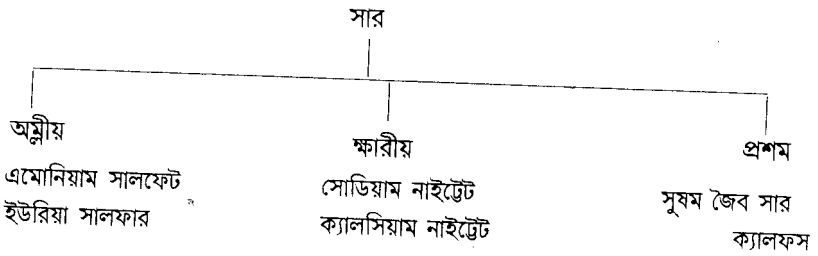 সার
অম্লীয়
এমোনিয়াম সালফেট
ইউরিয়া সালফার
ক্ষারীয়
সোডিয়াম নাইট্রেট
ক্যালসিয়াম নাইট্রেট
প্রশম
সুষম জৈব সার
ক্যালফস